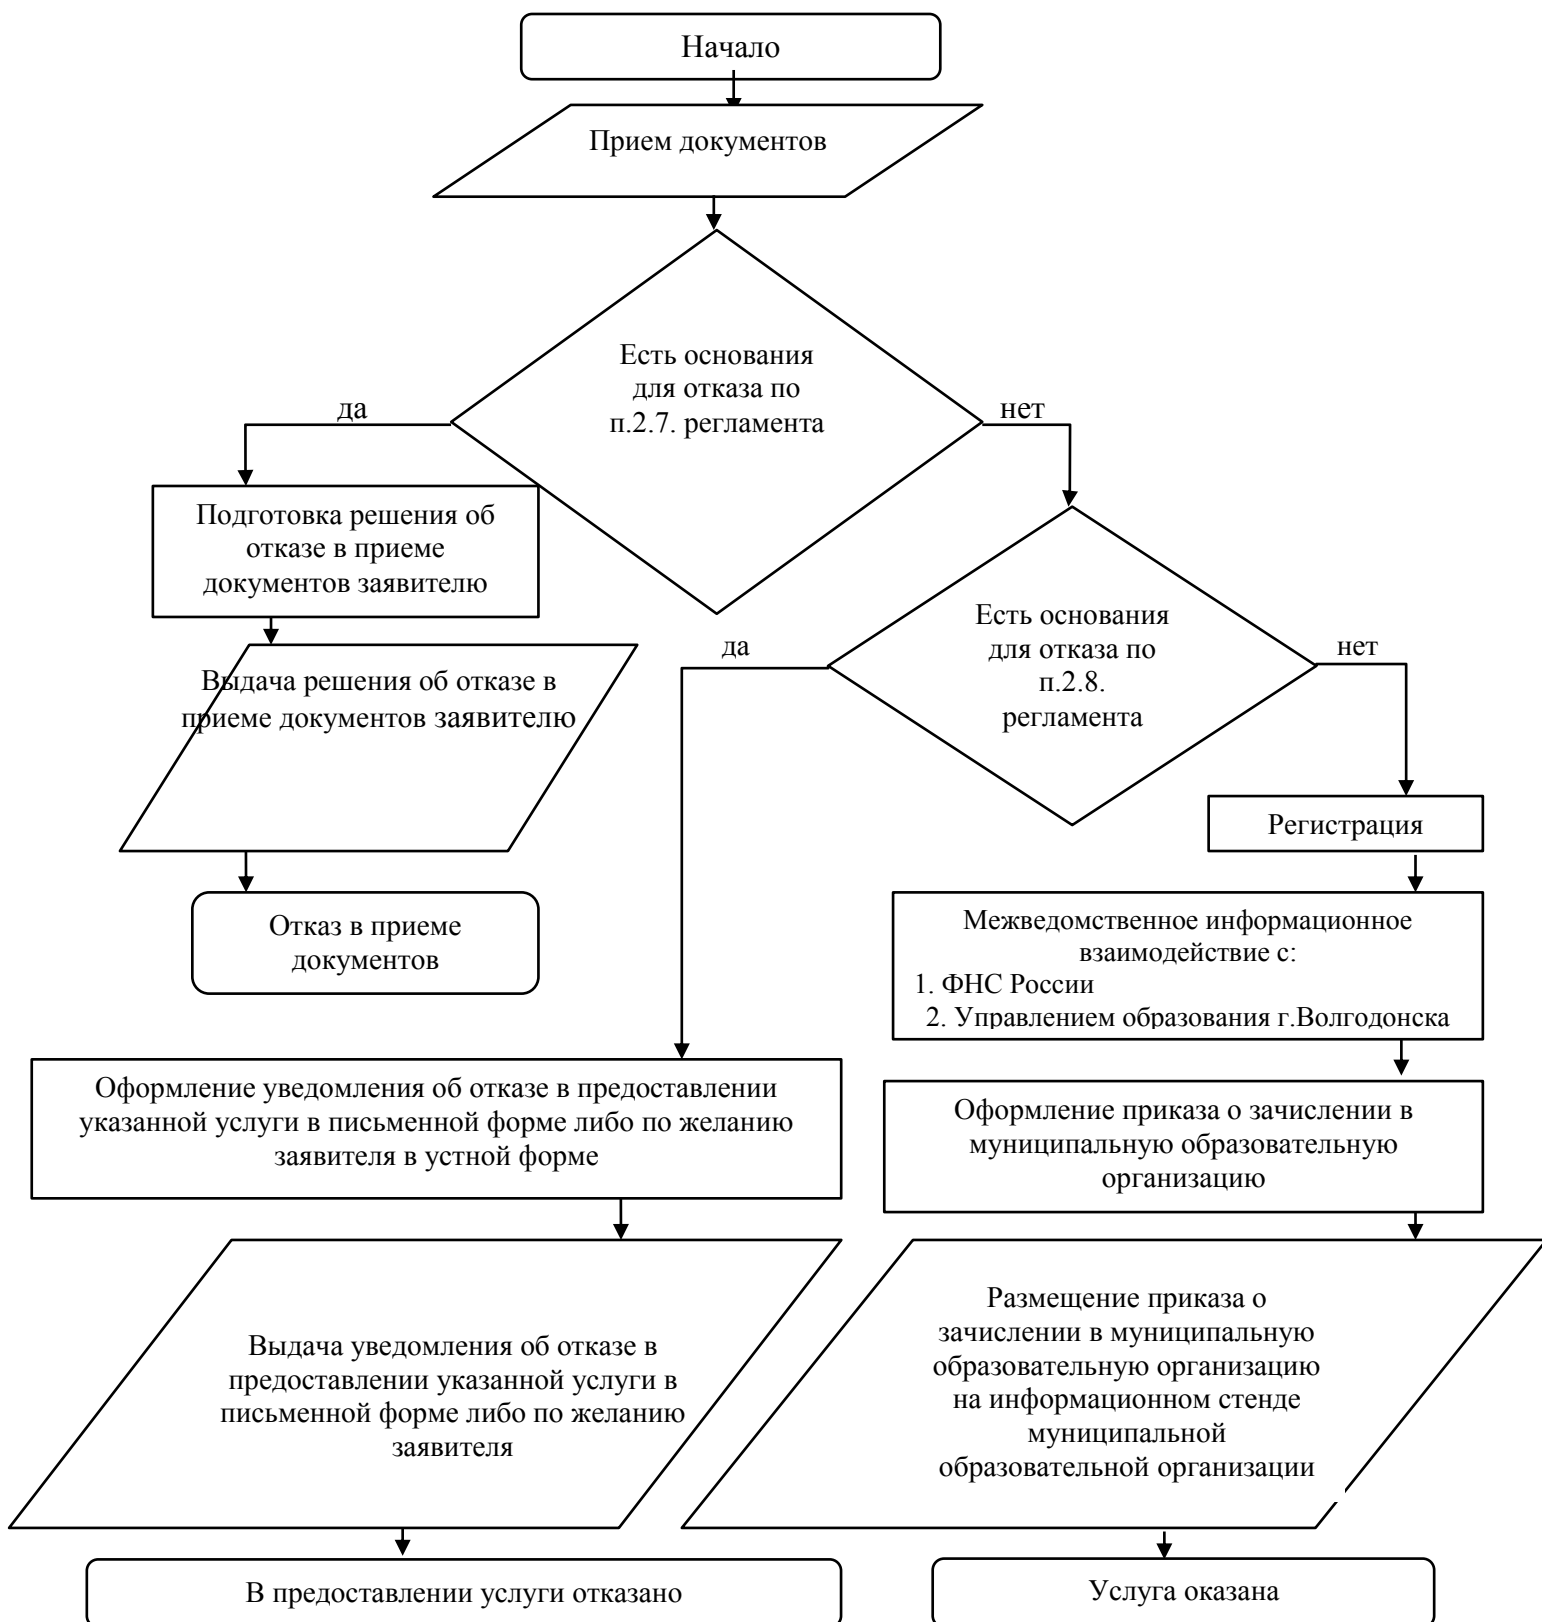 Начало
Прием документов
Есть основания
для отказа по
п.2.7. регламента
да
нет
Подготовка решения об
отказе в приеме
документов заявителю
Выдача решения об отказе в
приеме документов заявителю
Отказ в приеме
документов
Есть основания
для отказа по
п.2.8.
регламента
да
нет
Регистрация
Межведомственное информационное
взаимодействие с:
1. ФНС России
2. Управлением образования г.Волгодонска
Оформление уведомления об отказе в предоставлении
указанной услуги в письменной форме либо по желанию
заявителя в устной форме
Оформление приказа о зачислении в
муниципальную образовательную
организацию
Выдача уведомления об отказе в
предоставлении указанной услуги в
письменной форме либо по желанию
заявителя
Размещение приказа о
зачислении в муниципальную
образовательную организацию
на информационном стенде
муниципальной
образовательной организации
В предоставлении услуги отказано
Услуга оказана